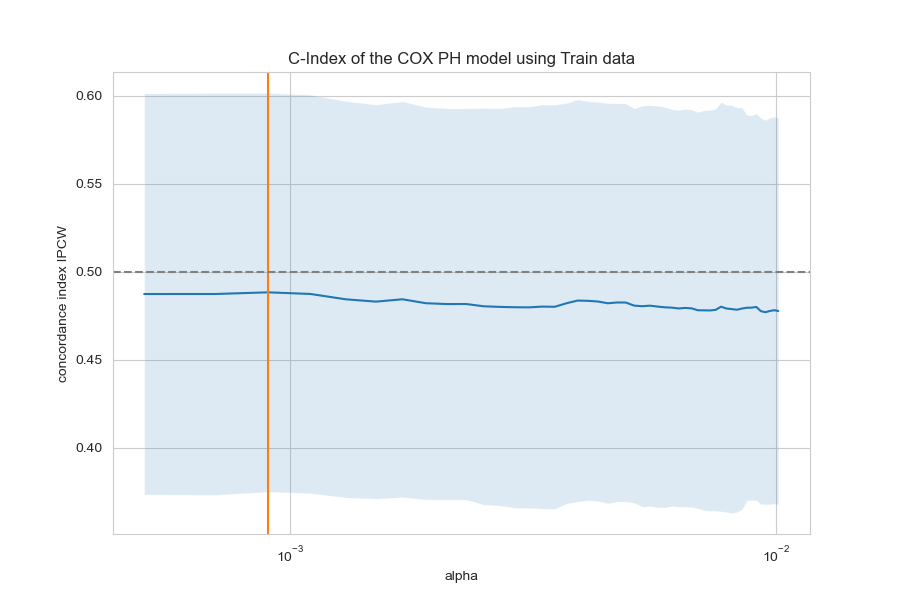 C-Index of the COX PH model using Train data
concordance index IPCW
0.60
0.55
0.50
0.45
0.40
10⁻³
10⁻²
alpha